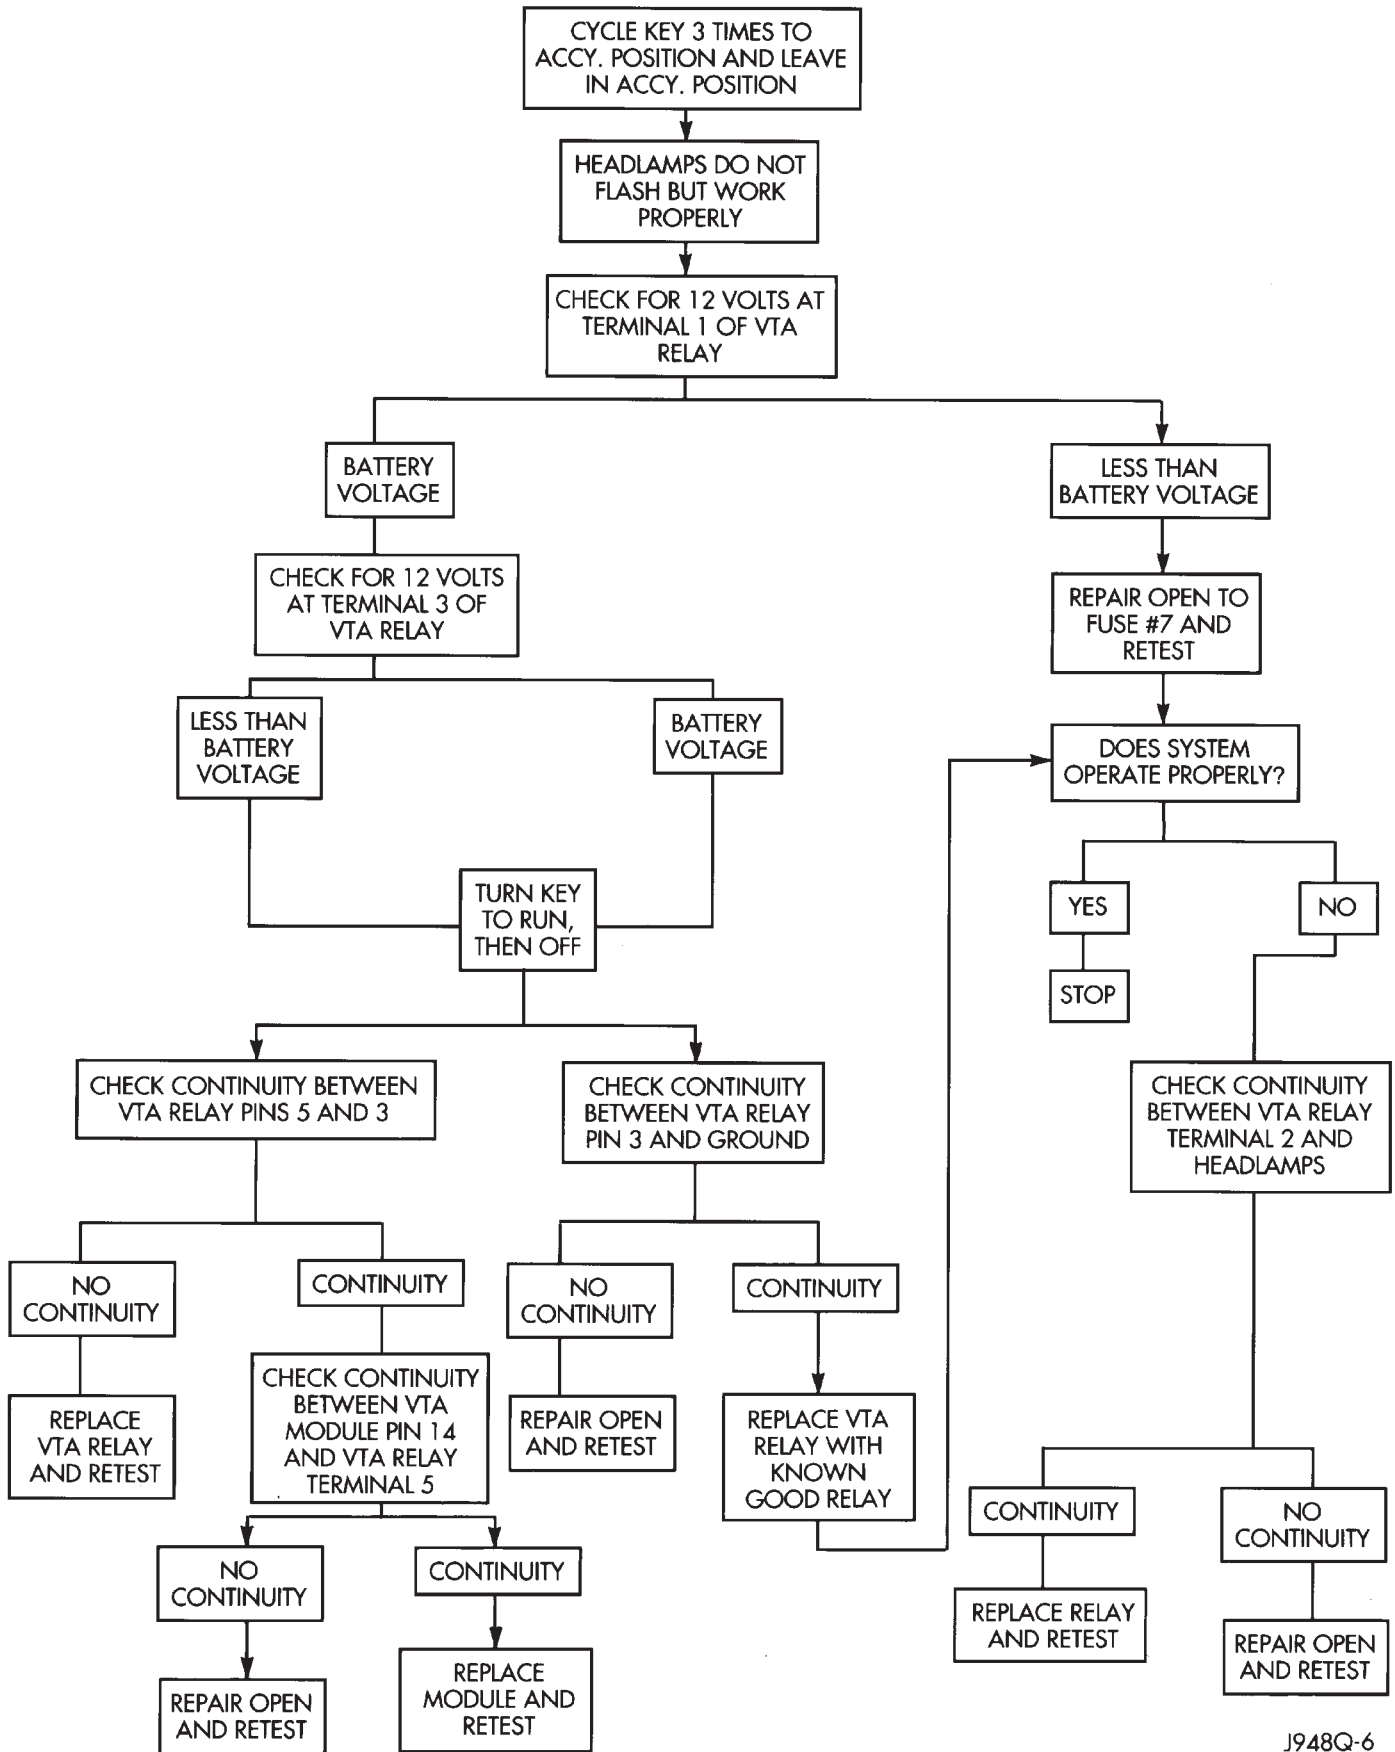 CYCLE KEY 3 TIMES TO
ACCY. POSITION AND LEAVE
IN ACCY. POSITION
HEADLAMPS DO NOT
FLASH BUT WORK
PROPERLY
CHECK FOR 12 VOLTS AT
TERMINAL 1 OF VTA
RELAY
BATTERY
VOLTAGE
LESS THAN
BATTERY VOLTAGE
CHECK FOR 12 VOLTS
AT TERMINAL 3 OF
VTA RELAY
REPAIR OPEN TO
FUSE #7 AND
RETEST
LESS THAN
BATTERY
VOLTAGE
BATTERY
VOLTAGE
DOES SYSTEM
OPERATE PROPERLY?
TURN KEY
TO RUN,
THEN OFF
YES
NO
STOP
CHECK CONTINUITY BETWEEN
VTA RELAY PINS 5 AND 3
CHECK CONTINUITY
BETWEEN VTA RELAY
PIN 3 AND GROUND
CHECK CONTINUITY
BETWEEN VTA RELAY
TERMINAL 2 AND
HEADLAMPS
NO
CONTINUITY
CONTINUITY
NO
CONTINUITY
CONTINUITY
REPLACE
VTA RELAY
AND RETEST
CHECK CONTINUITY
BETWEEN VTA
MODULE PIN 14
AND VTA RELAY
TERMINAL 5
REPAIR OPEN
AND RETEST
REPLACE VTA
RELAY WITH
KNOWN
GOOD RELAY
CONTINUITY
NO
CONTINUITY
NO
CONTINUITY
CONTINUITY
REPLACE RELAY
AND RETEST
REPAIR OPEN
AND RETEST
REPAIR OPEN
AND RETEST
REPLACE
MODULE AND
RETEST
J948Q-6